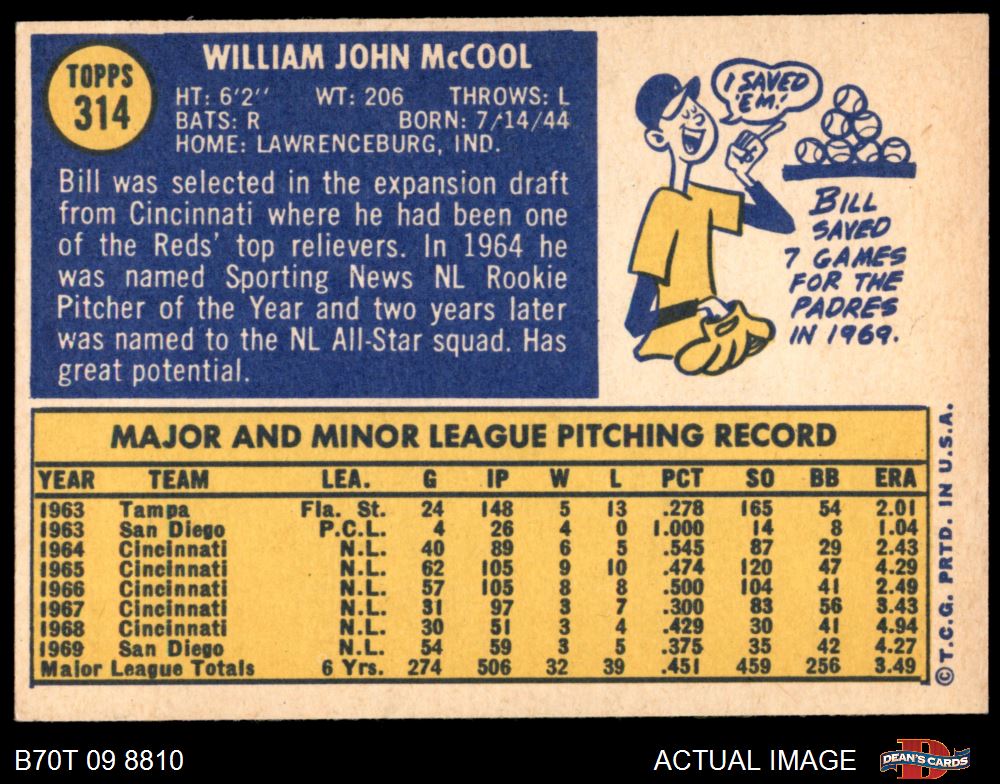 TOPPS
314
WILLIAM JOHN McCOOL
HT: 6'2'' WT: 206 THROWS: L
BATS: R BORN: 7/14/44
HOME: LAWRENCEBURG, IND.
Bill was selected in the expansion draft
from Cincinnati where he had been one
of the Reds' top relievers. In 1964 he
was named Sporting News NL Rookie
Pitcher of the Year and two years later
was named to the NL All-Star squad. Has
great potential.
I SAVED
'EM!
BILL
SAVED
7 GAMES
FOR THE
PADRES
IN 1969.
MAJOR AND MINOR LEAGUE PITCHING RECORD
YEAR TEAM LEA. G IP W L PCT SO BB ERA
1963 Tampa Fla. St. 24 148 5 13 .278 165 54 2.01
1963 San Diego P.C.L. 4 26 4 0 1.000 14 8 1.04
1964 Cincinnati N.L. 40 89 6 5 .545 87 29 2.43
1965 Cincinnati N.L. 62 105 9 10 .474 120 47 4.29
1966 Cincinnati N.L. 57 105 8 8 .500 104 41 2.49
1967 Cincinnati N.L. 31 97 3 7 .300 83 56 3.43
1968 Cincinnati N.L. 30 51 3 4 .429 30 41 4.94
1969 San Diego N.L. 54 59 3 5 .375 35 42 4.27
Major League Totals 6 Yrs. 274 506 32 39 .451 459 256 3.49
© T.C.G. PRTD. IN U.S.A.
B70T 09 8810 ACTUAL IMAGE
DEAN'S CARDS